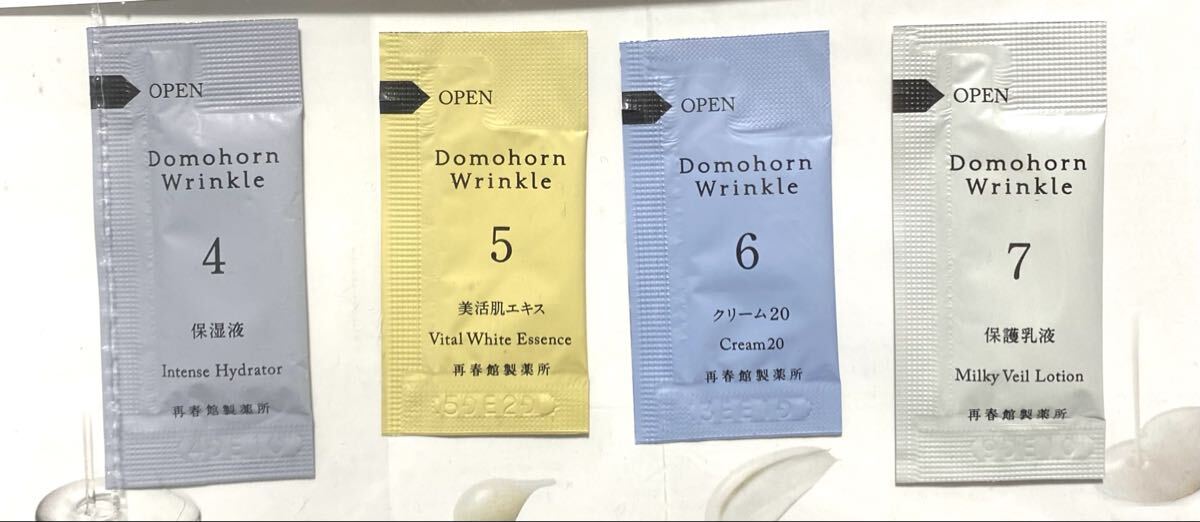 OPEN
Domohorn
Wrinkle
4
保湿液
Intense Hydrator
再春館製薬所
OPEN
Domohorn
Wrinkle
5
美活肌エキス
Vital White Essence
再春館製薬所
5DE2D
OPEN
Domohorn
Wrinkle
6
クリーム20
Cream20
再春館製薬所
OPEN
Domohorn
Wrinkle
7
保護乳液
Milky Veil Lotion
再春館製薬所